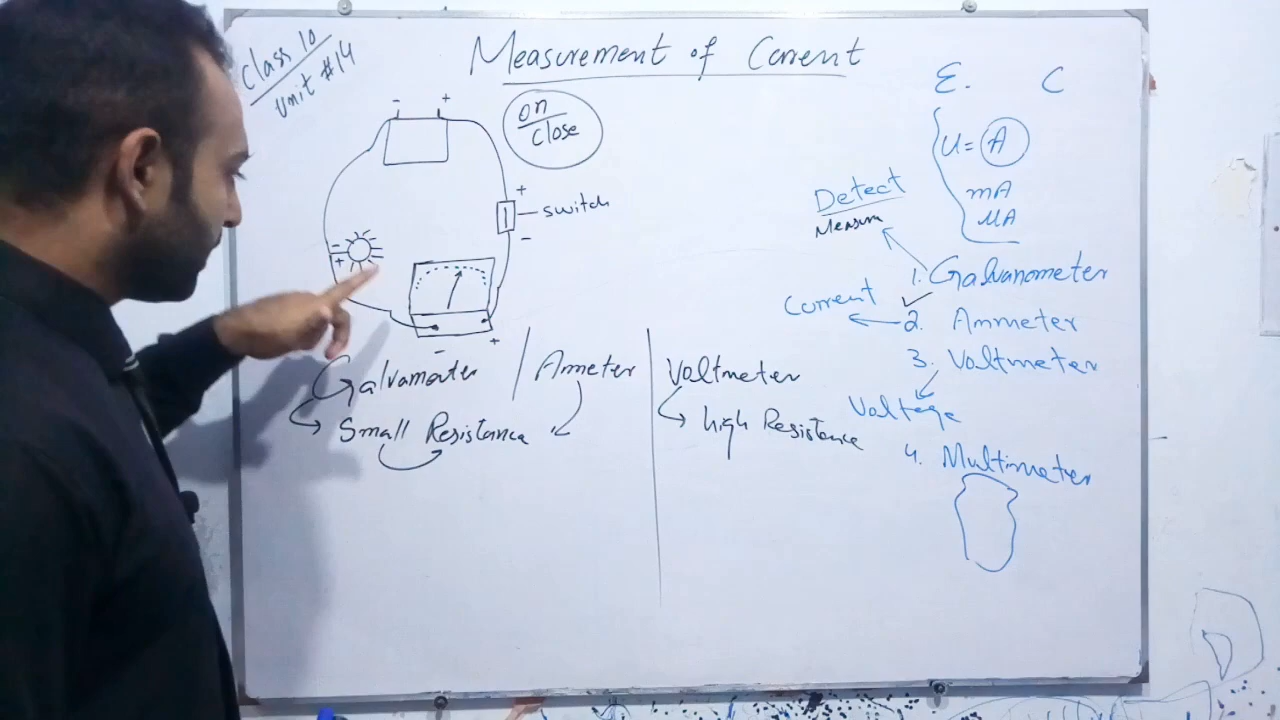 Class 10
Unit #14
Measurement of Current
E. C
- +
on
close
U = A
mA
μA
Detect
Measure
+
switch
-
-
+
1. Galvanometer
Current
2. Ammeter
- +
3. Voltmeter
Galvanometer / Ammeter Voltmeter
Voltege
Small Resistance high Resistance
4. Multimeter